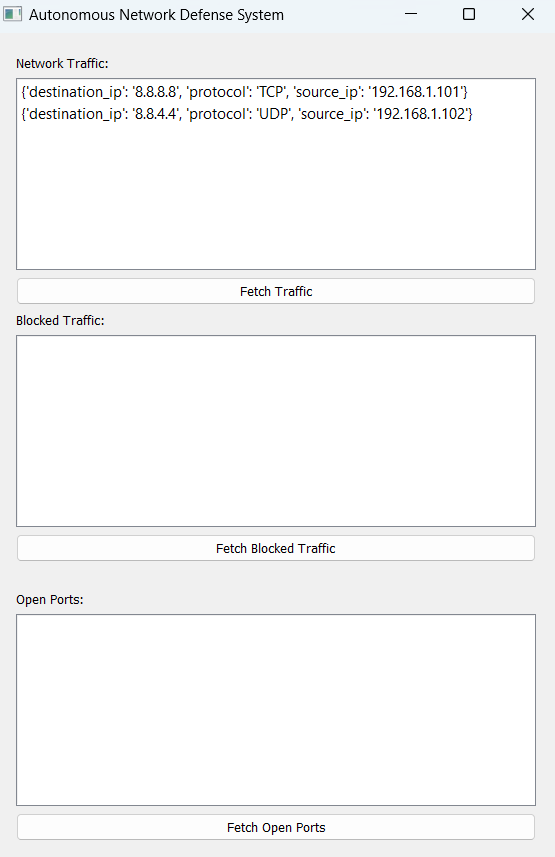 Autonomous Network Defense System
Network Traffic:
{'destination_ip': '8.8.8.8', 'protocol': 'TCP', 'source_ip': '192.168.1.101'}
{'destination_ip': '8.8.4.4', 'protocol': 'UDP', 'source_ip': '192.168.1.102'}
Fetch Traffic
Blocked Traffic:
Fetch Blocked Traffic
Open Ports:
Fetch Open Ports